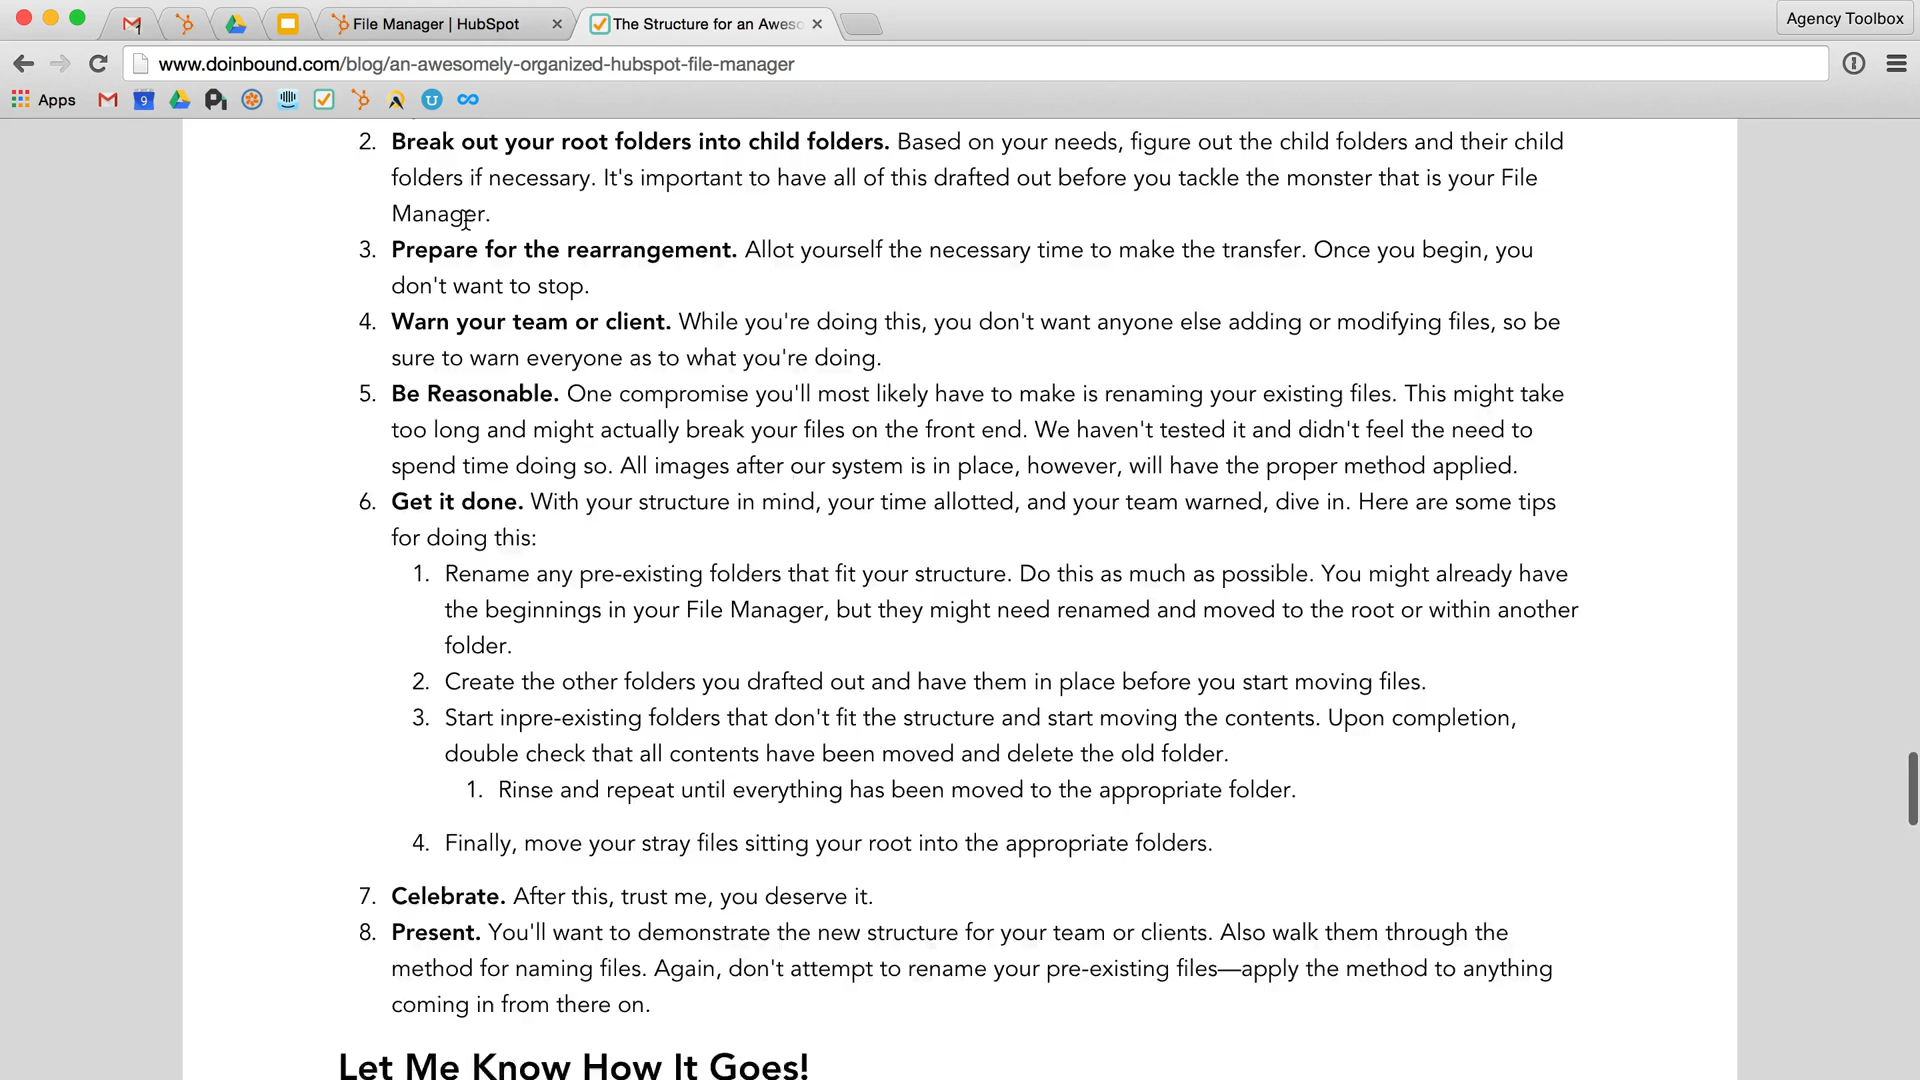 File Manager | HubSpot
The Structure for an Aweso
Agency Toolbox
www.doinbound.com/blog/an-awesomely-organized-hubspot-file-manager
Apps
9
2. Break out your root folders into child folders. Based on your needs, figure out the child folders and their child
folders if necessary. It's important to have all of this drafted out before you tackle the monster that is your File
Manager.
3. Prepare for the rearrangement. Allot yourself the necessary time to make the transfer. Once you begin, you
don't want to stop.
4. Warn your team or client. While you're doing this, you don't want anyone else adding or modifying files, so be
sure to warn everyone as to what you're doing.
5. Be Reasonable. One compromise you'll most likely have to make is renaming your existing files. This might take
too long and might actually break your files on the front end. We haven't tested it and didn't feel the need to
spend time doing so. All images after our system is in place, however, will have the proper method applied.
6. Get it done. With your structure in mind, your time allotted, and your team warned, dive in. Here are some tips
for doing this:
1. Rename any pre-existing folders that fit your structure. Do this as much as possible. You might already have
the beginnings in your File Manager, but they might need renamed and moved to the root or within another
folder.
2. Create the other folders you drafted out and have them in place before you start moving files.
3. Start inpre-existing folders that don't fit the structure and start moving the contents. Upon completion,
double check that all contents have been moved and delete the old folder.
1. Rinse and repeat until everything has been moved to the appropriate folder.
4. Finally, move your stray files sitting your root into the appropriate folders.
7. Celebrate. After this, trust me, you deserve it.
8. Present. You'll want to demonstrate the new structure for your team or clients. Also walk them through the
method for naming files. Again, don't attempt to rename your pre-existing files—apply the method to anything
coming in from there on.
Let Me Know How It Goes!